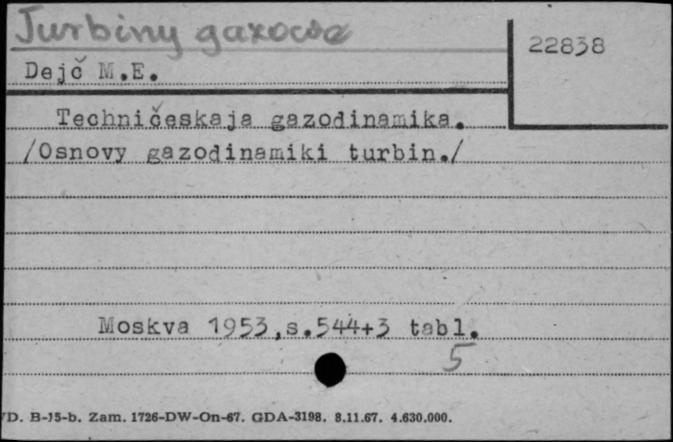 Turbiny gazowe
22838
Dejč M.E.
Techničeskaja gazodinamika.
/Osnovy gazodinamiki turbin./
Moskva 1953,s.544+3 tabl.
5
D. B-15-b. Zam. 1726-DW-On-67. GDA-3198. 8.11.67. 4.630.000.